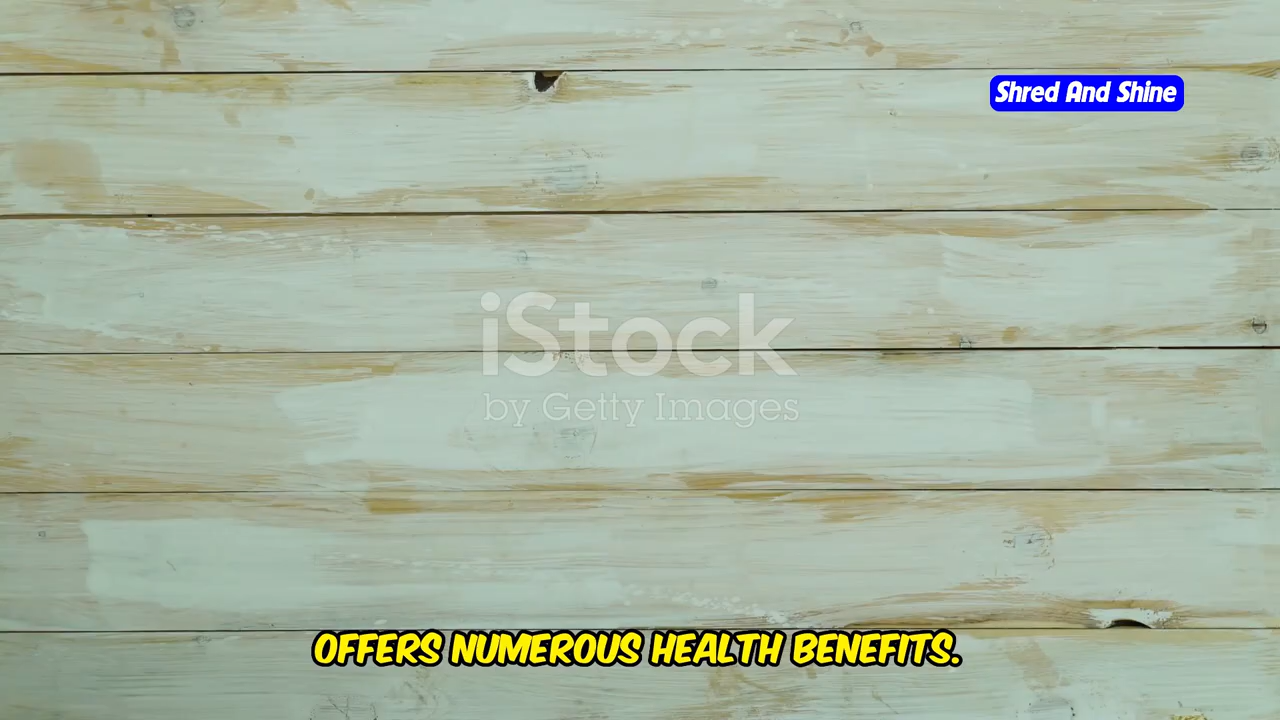 Shred And Shine
iStock
by Getty Images
OFFERS NUMEROUS HEALTH BENEFITS.